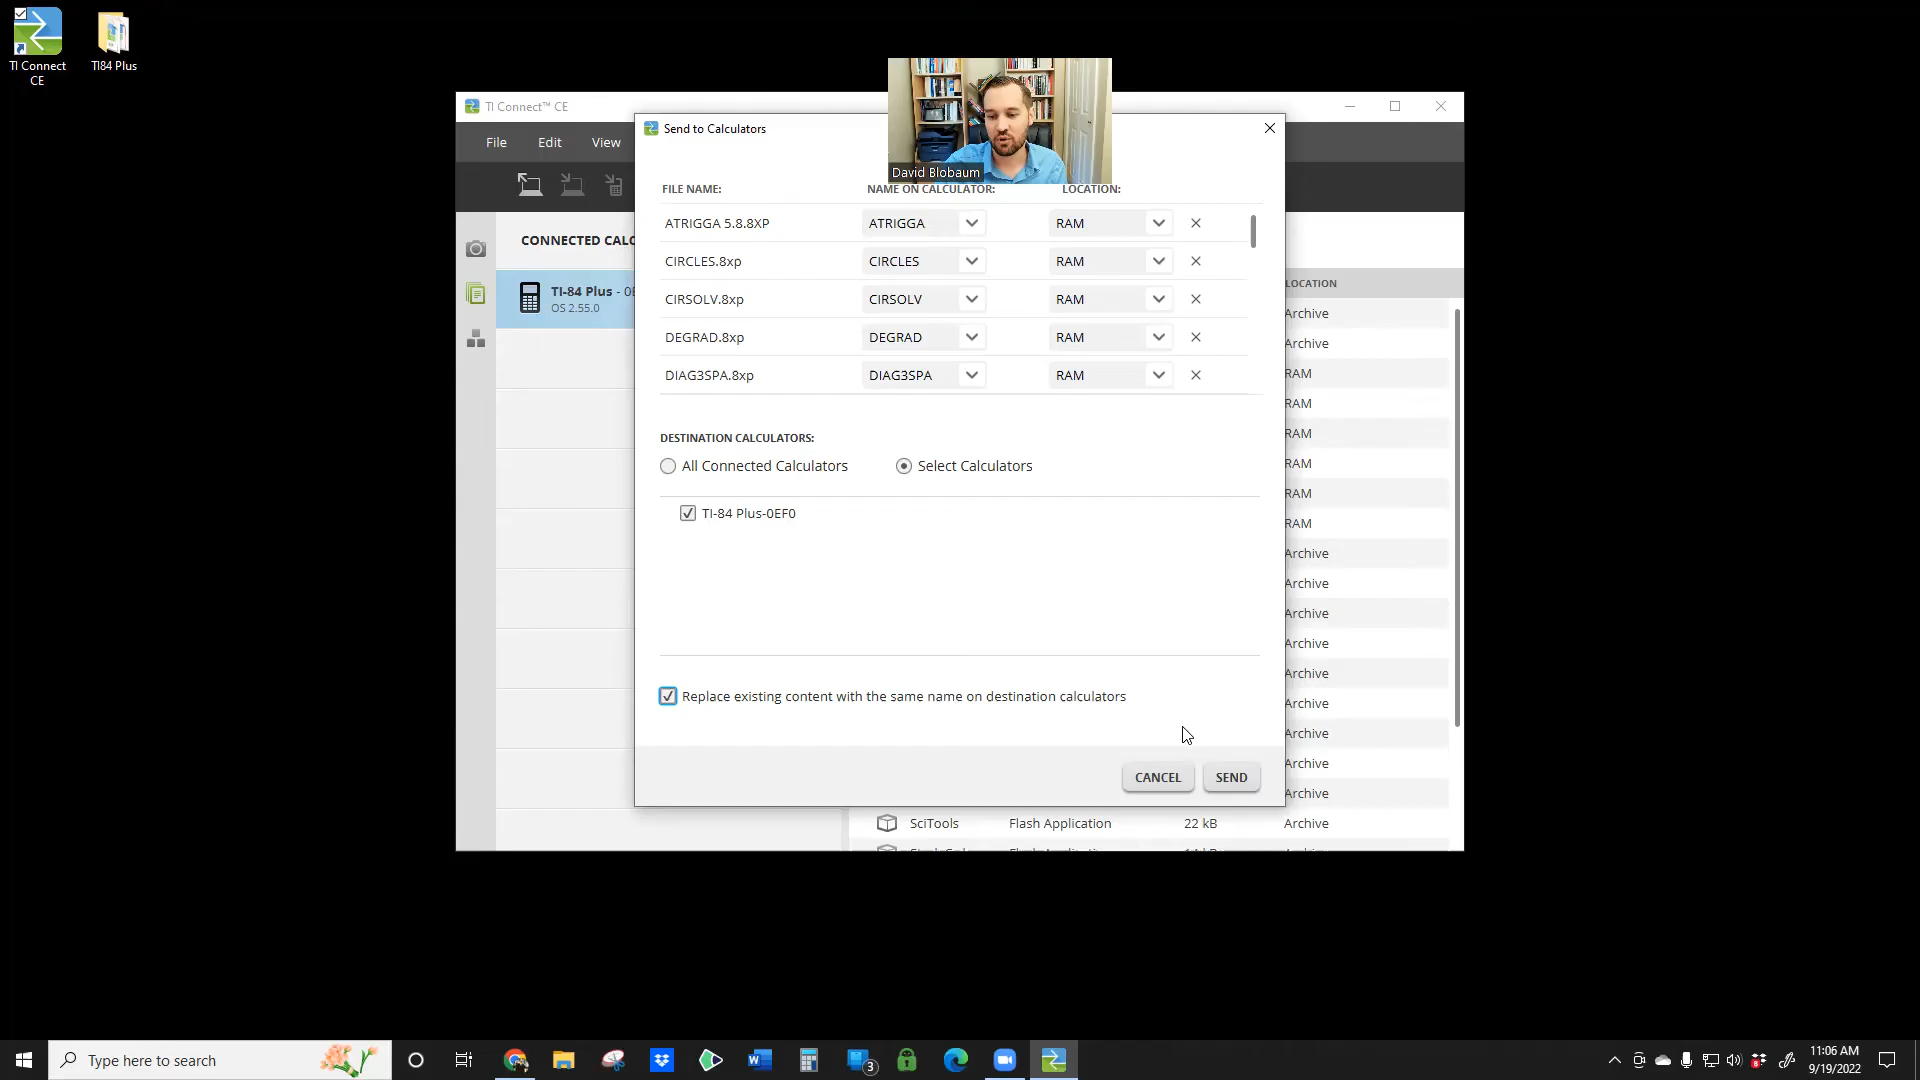 TI Connect
CE
TI84 Plus
TI Connect™ CE
File
Edit
View
Send to Calculators
David Blobaum
CONNECTED CALC
TI-84 Plus - 0E
OS 2.55.0
FILE NAME:
NAME ON CALCULATOR:
LOCATION:
ATRIGGA 5.8.8XP
ATRIGGA
RAM
CIRCLES.8xp
CIRCLES
RAM
CIRSOLV.8xp
CIRSOLV
RAM
DEGRAD.8xp
DEGRAD
RAM
DIAG3SPA.8xp
DIAG3SPA
RAM
DESTINATION CALCULATORS:
All Connected Calculators
Select Calculators
TI-84 Plus-0EF0
Replace existing content with the same name on destination calculators
CANCEL
SEND
LOCATION
Archive
Archive
RAM
RAM
RAM
RAM
RAM
RAM
Archive
Archive
Archive
Archive
Archive
Archive
Archive
Archive
Archive
SciTools
Flash Application
22 kB
Archive
Type here to search
3
11:06 AM
9/19/2022